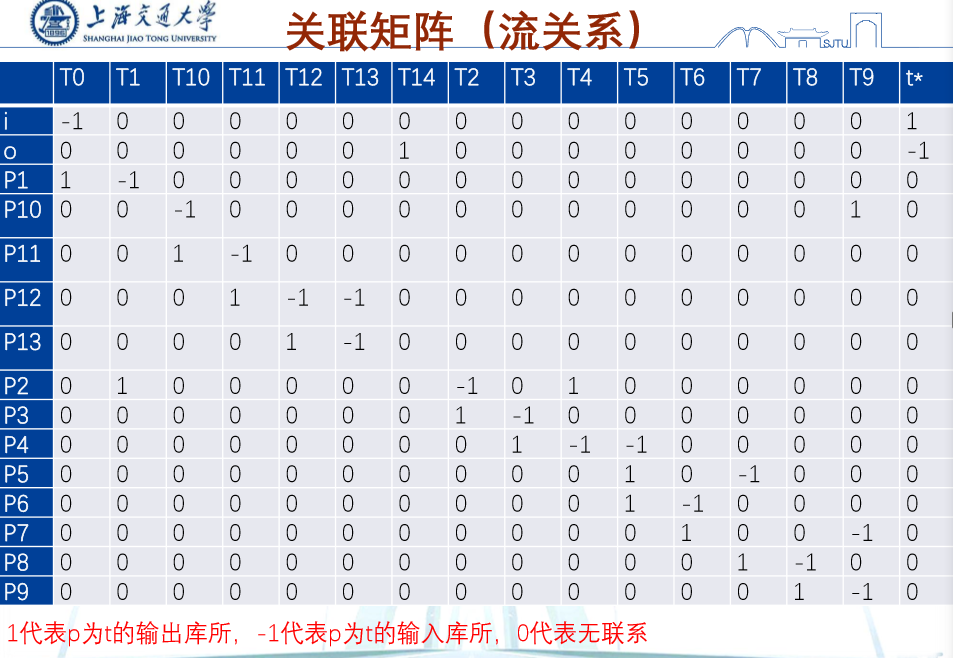 上海交通大学
SHANGHAI JIAO TONG UNIVERSITY
关联矩阵（流关系）
SJTU
T0 T1 T10 T11 T12 T13 T14 T2 T3 T4 T5 T6 T7 T8 T9 t*
i -1 0 0 0 0 0 0 0 0 0 0 0 0 0 0 1
o 0 0 0 0 0 0 1 0 0 0 0 0 0 0 0 -1
P1 1 -1 0 0 0 0 0 0 0 0 0 0 0 0 0 0
P10 0 0 -1 0 0 0 0 0 0 0 0 0 0 0 1 0
P11 0 0 1 -1 0 0 0 0 0 0 0 0 0 0 0 0
P12 0 0 0 1 -1 -1 0 0 0 0 0 0 0 0 0 0
P13 0 0 0 0 1 -1 0 0 0 0 0 0 0 0 0 0
P2 0 1 0 0 0 0 0 -1 0 1 0 0 0 0 0 0
P3 0 0 0 0 0 0 0 1 -1 0 0 0 0 0 0 0
P4 0 0 0 0 0 0 0 0 1 -1 -1 0 0 0 0 0
P5 0 0 0 0 0 0 0 0 0 0 1 0 -1 0 0 0
P6 0 0 0 0 0 0 0 0 0 0 1 -1 0 0 0 0
P7 0 0 0 0 0 0 0 0 0 0 0 1 0 0 -1 0
P8 0 0 0 0 0 0 0 0 0 0 0 0 1 -1 0 0
P9 0 0 0 0 0 0 0 0 0 0 0 0 0 1 -1 0
1代表p为t的输出库所，-1代表p为t的输入库所，0代表无联系